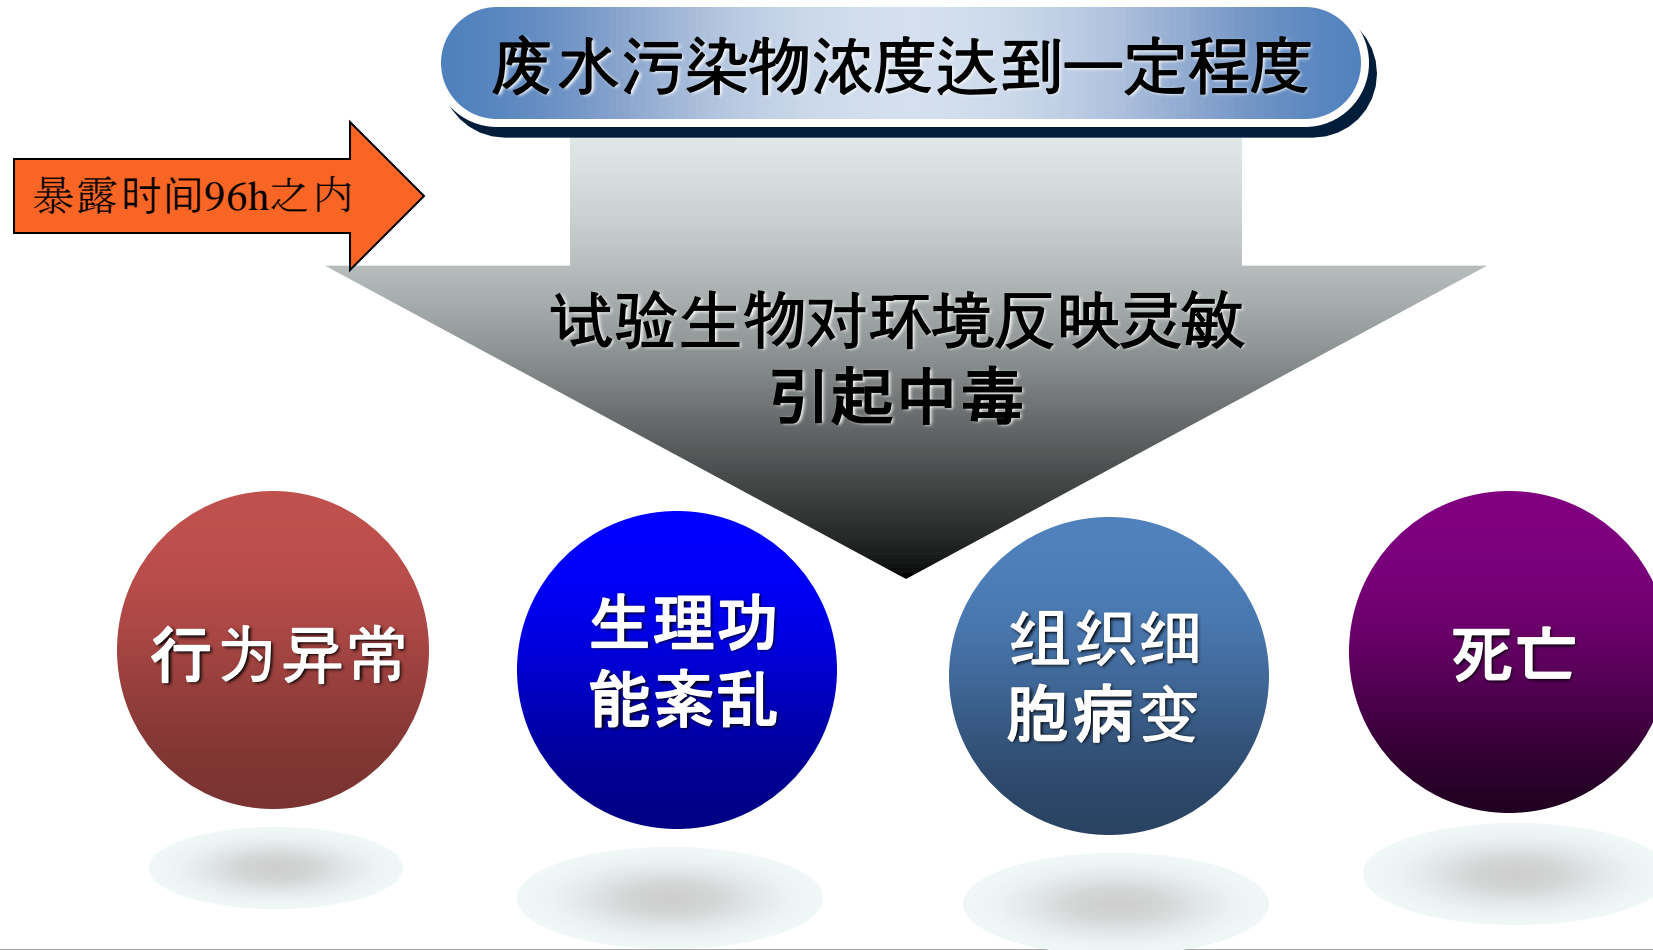 废水污染物浓度达到一定程度
暴露时间96h之内
试验生物对环境反映灵敏
引起中毒
行为异常
生理功
能紊乱
组织细
胞病变
死亡